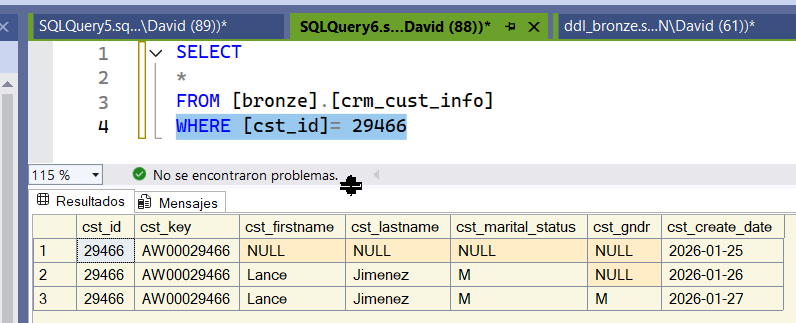 SQLQuery5.sq...\David (89))* SQLQuery6.s...David (88))* ddl_bronze.s...N\David (61))*
1 SELECT
2 *
3 FROM [bronze].[crm_cust_info]
4 WHERE [cst_id]= 29466
115 % No se encontraron problemas.
Resultados Mensajes
cst_id cst_key cst_firstname cst_lastname cst_marital_status cst_gndr cst_create_date
1 29466 AW00029466 NULL NULL NULL NULL 2026-01-25
2 29466 AW00029466 Lance Jimenez M NULL 2026-01-26
3 29466 AW00029466 Lance Jimenez M M 2026-01-27